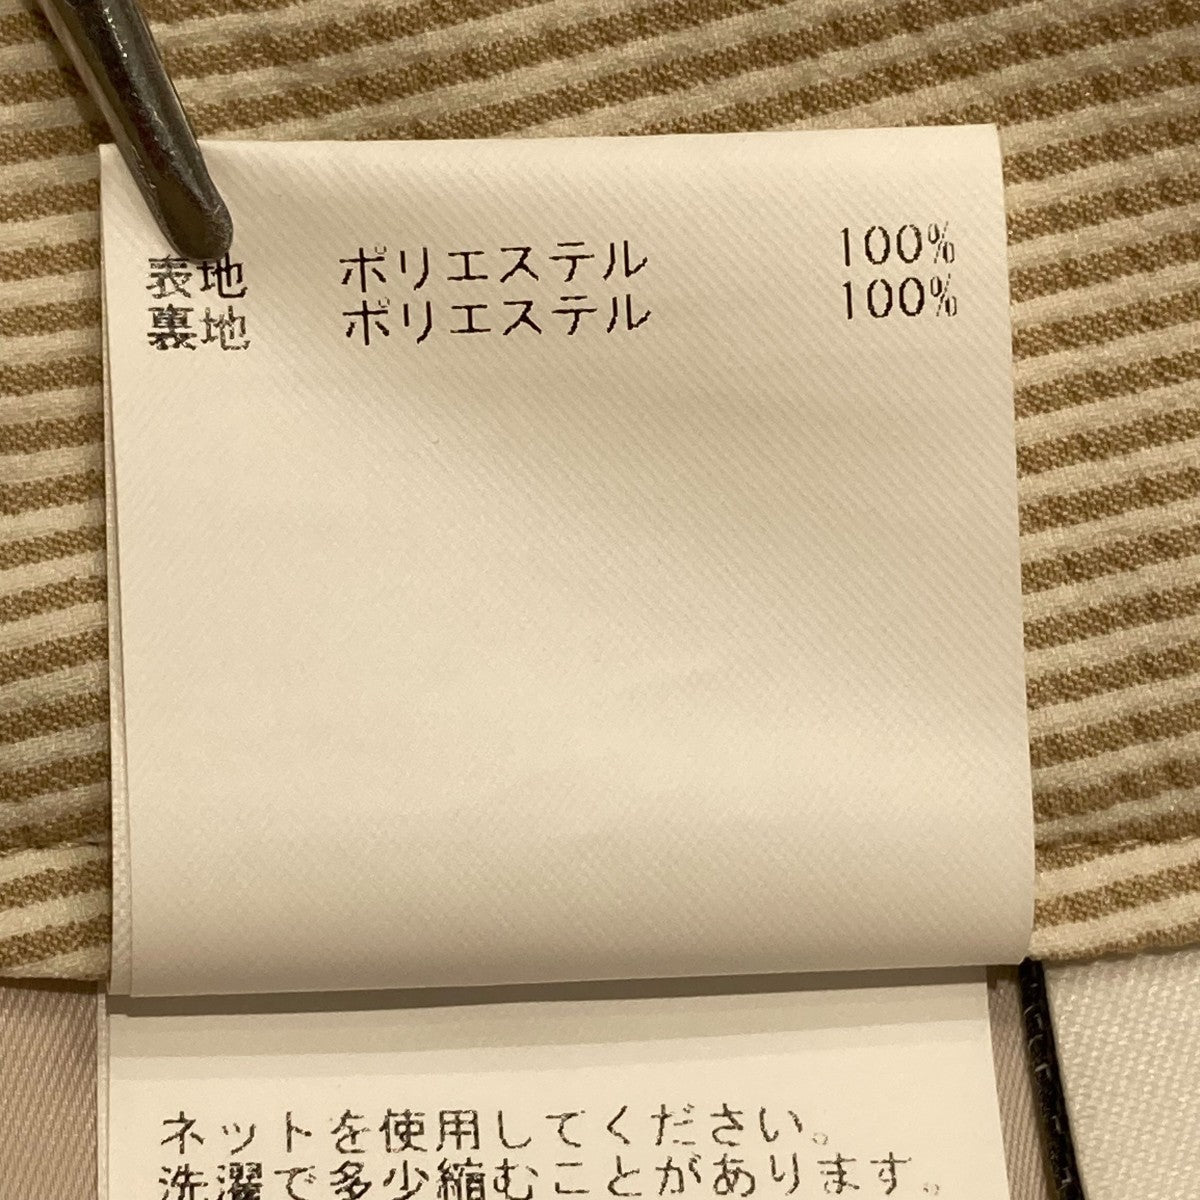 表地 ポリエステル 100%
裏地 ポリエステル 100%
ネットを使用してください。
洗濯で多少縮むことがあります。